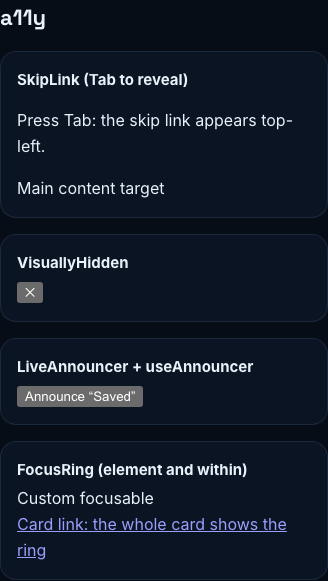 a11y
SkipLink (Tab to reveal)
Press Tab: the skip link appears top-
left.
Main content target
VisuallyHidden
×
LiveAnnouncer + useAnnouncer
Announce “Saved”
FocusRing (element and within)
Custom focusable
Card link: the whole card shows the
ring